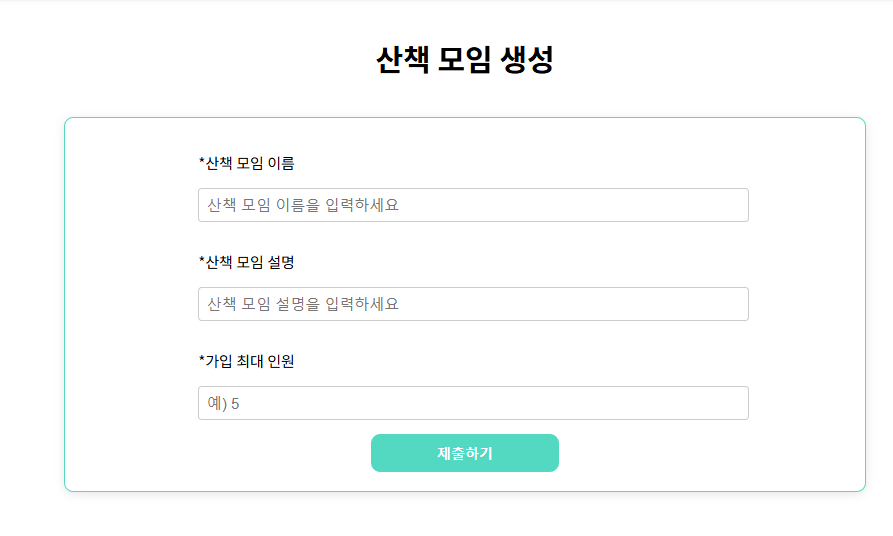 산책 모임 생성
*산책 모임 이름
산책 모임 이름을 입력하세요
*산책 모임 설명
산책 모임 설명을 입력하세요
*가입 최대 인원
예) 5
제출하기